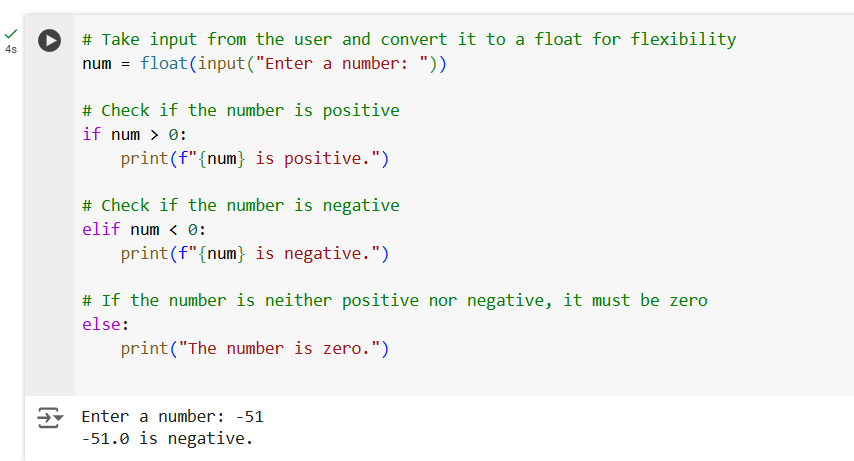 4s
# Take input from the user and convert it to a float for flexibility
num = float(input("Enter a number: "))
# Check if the number is positive
if num > 0:
    print(f"{num} is positive.")
# Check if the number is negative
elif num < 0:
    print(f"{num} is negative.")
# If the number is neither positive nor negative, it must be zero
else:
    print("The number is zero.")
Enter a number: -51
-51.0 is negative.